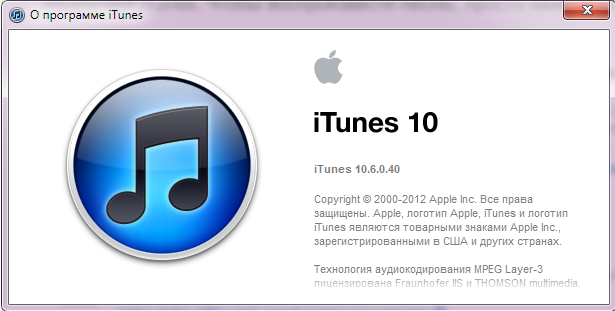 О программе iTunes
iTunes 10
iTunes 10.6.0.40
Copyright © 2000-2012 Apple Inc. Все права
защищены. Apple, логотип Apple, iTunes и логотип
iTunes являются товарными знаками Apple Inc.,
зарегистрированными в США и других странах.
Технология аудиокодирования MPEG Layer-3
лицензирована Fraunhofer IIS и THOMSON multimedia.